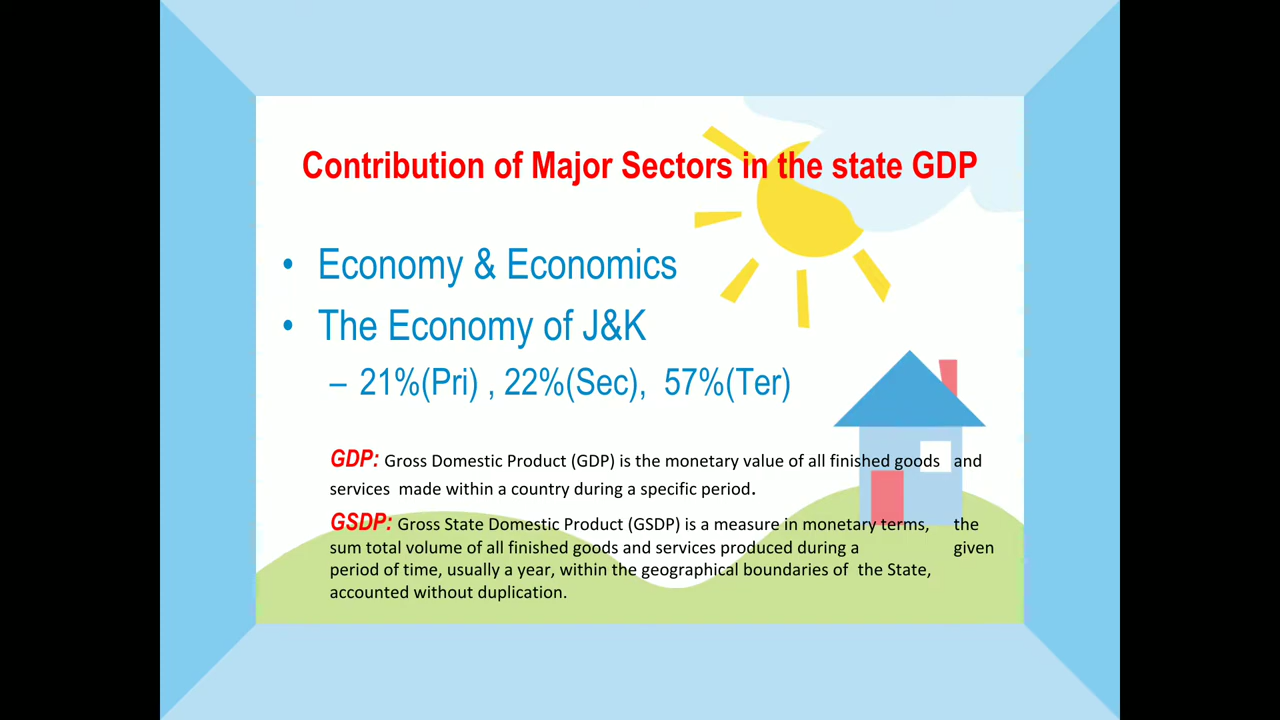 Contribution of Major Sectors in the state GDP
• Economy & Economics
• The Economy of J&K
– 21%(Pri) , 22%(Sec), 57%(Ter)
GDP: Gross Domestic Product (GDP) is the monetary value of all finished goods and
services made within a country during a specific period.
GSDP: Gross State Domestic Product (GSDP) is a measure in monetary terms, the
sum total volume of all finished goods and services produced during a given
period of time, usually a year, within the geographical boundaries of the State,
accounted without duplication.